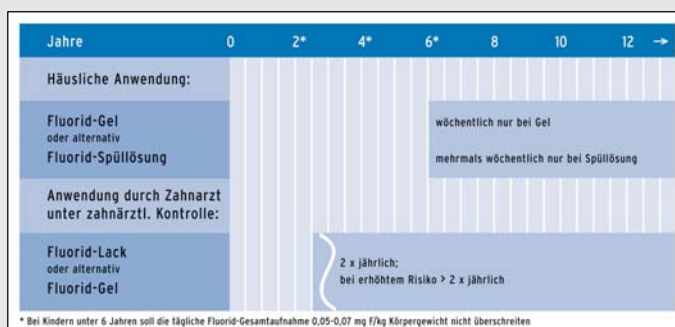 Jahre 0 2* 4* 6* 8 10 12 →
Häusliche Anwendung:
Fluorid-Gel
oder alternativ
Fluorid-Spüllösung
wöchentlich nur bei Gel
mehrmals wöchentlich nur bei Spüllösung
Anwendung durch Zahnarzt
unter zahnärztl. Kontrolle:
Fluorid-Lack
oder alternativ
Fluorid-Gel
2 x jährlich;
bei erhöhtem Risiko > 2 x jährlich
* Bei Kindern unter 6 Jahren soll die tägliche Fluorid-Gesamtaufnahme 0,05-0,07 mg F/kg Körpergewicht nicht überschreiten